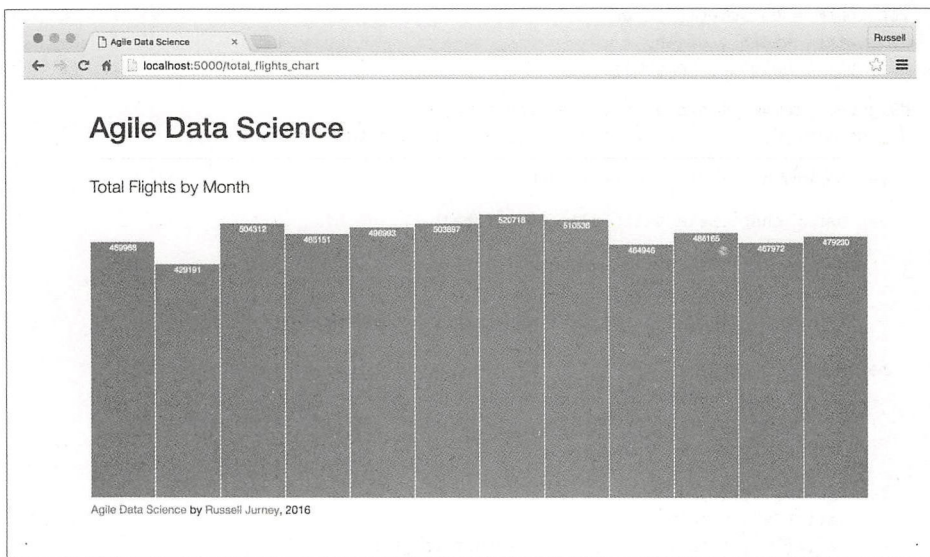 Agile Data Science ×
Russell
localhost:5000/total_flights_chart
Agile Data Science
Total Flights by Month
469968 429191 504312 485151 496993 503897 520718 510536 464946 486165 467972 479230
Agile Data Science by Russell Jurney, 2016